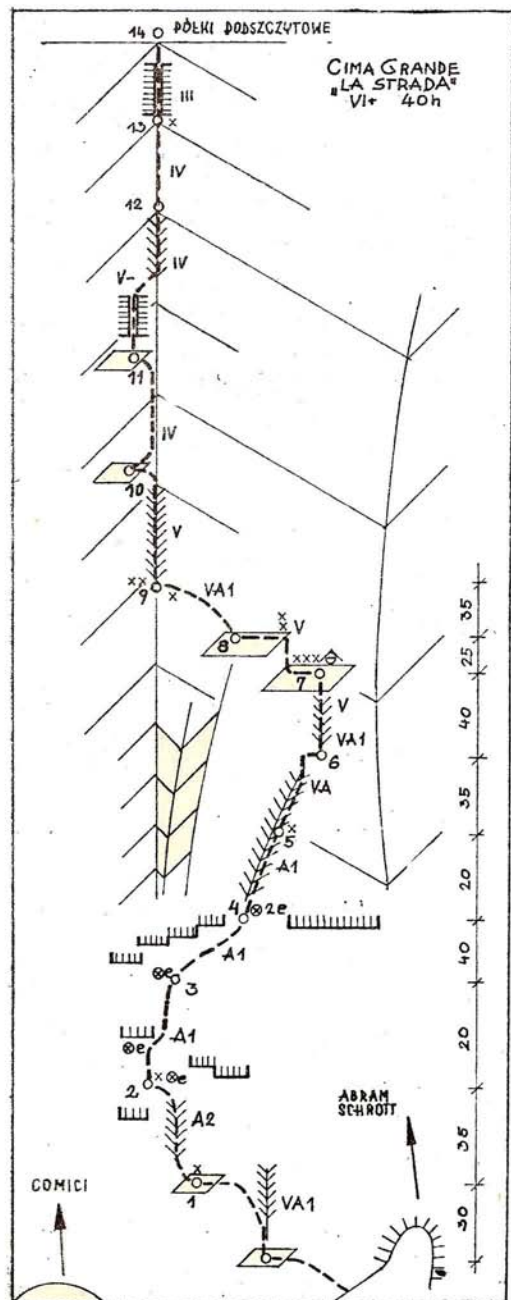 14 PÓŁKI PODSZCZYTOWE
CIMA GRANDE
"LA STRADA"
VI+ 40h
III
13 x
IV
12
IV
V-
11
IV
10
V
xx
9 x
VA1
35
x
x
V
8
25
xxx
7
V
40
VA1
6
VA
35
5 x
A1
20
4 2e
A1
40
e
3
A1
20
e
2 x e
A2
ABRAM
SCHROTT
35
x
1
COMICI
VA1
30